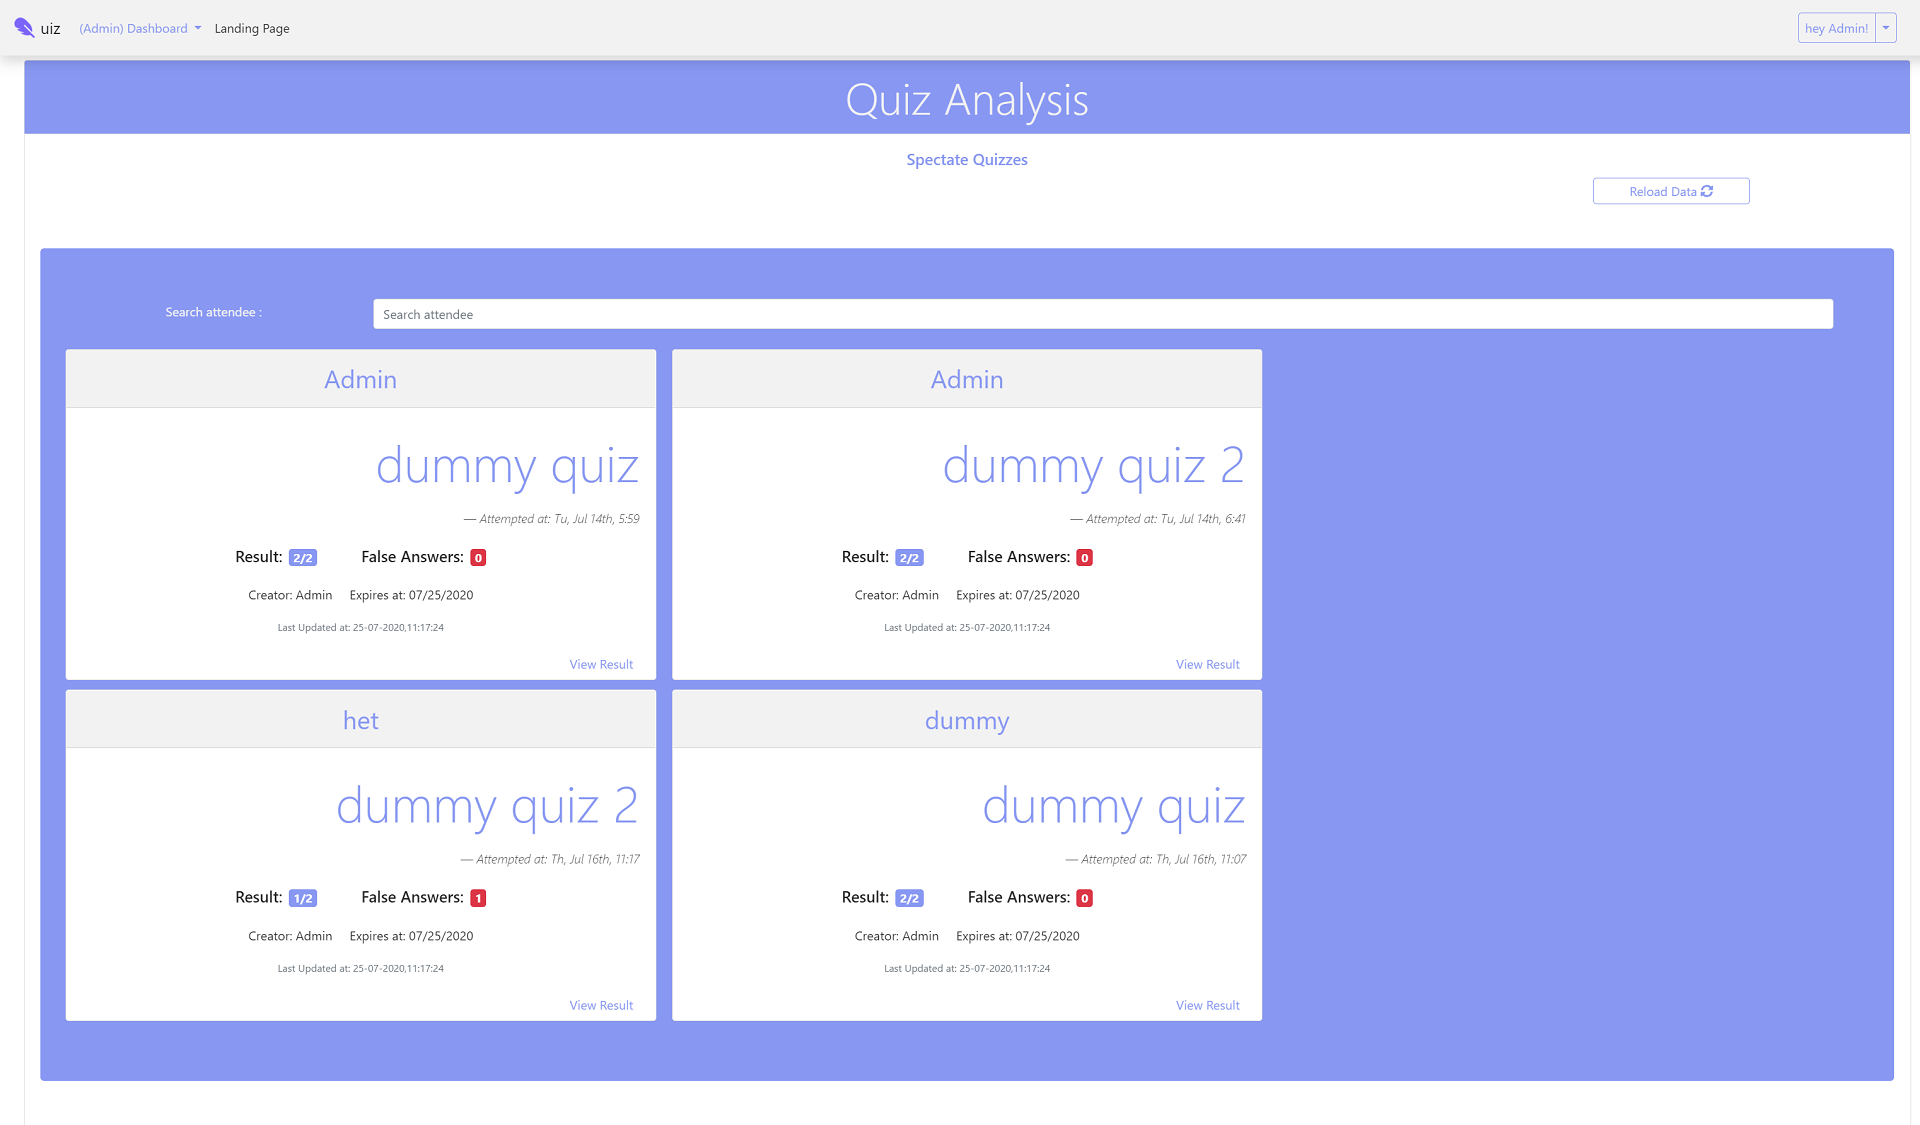 uiz (Admin) Dashboard Landing Page hey Admin!
Quiz Analysis
Spectate Quizzes
Reload Data
Search attendee : Search attendee
Admin
dummy quiz
— Attempted at: Tu, Jul 14th, 5:59
Result: 2/2 False Answers: 0
Creator: Admin Expires at: 07/25/2020
Last Updated at: 25-07-2020,11:17:24
View Result
Admin
dummy quiz 2
— Attempted at: Tu, Jul 14th, 6:41
Result: 2/2 False Answers: 0
Creator: Admin Expires at: 07/25/2020
Last Updated at: 25-07-2020,11:17:24
View Result
het
dummy quiz 2
— Attempted at: Th, Jul 16th, 11:17
Result: 1/2 False Answers: 1
Creator: Admin Expires at: 07/25/2020
Last Updated at: 25-07-2020,11:17:24
View Result
dummy
dummy quiz
— Attempted at: Th, Jul 16th, 11:07
Result: 2/2 False Answers: 0
Creator: Admin Expires at: 07/25/2020
Last Updated at: 25-07-2020,11:17:24
View Result